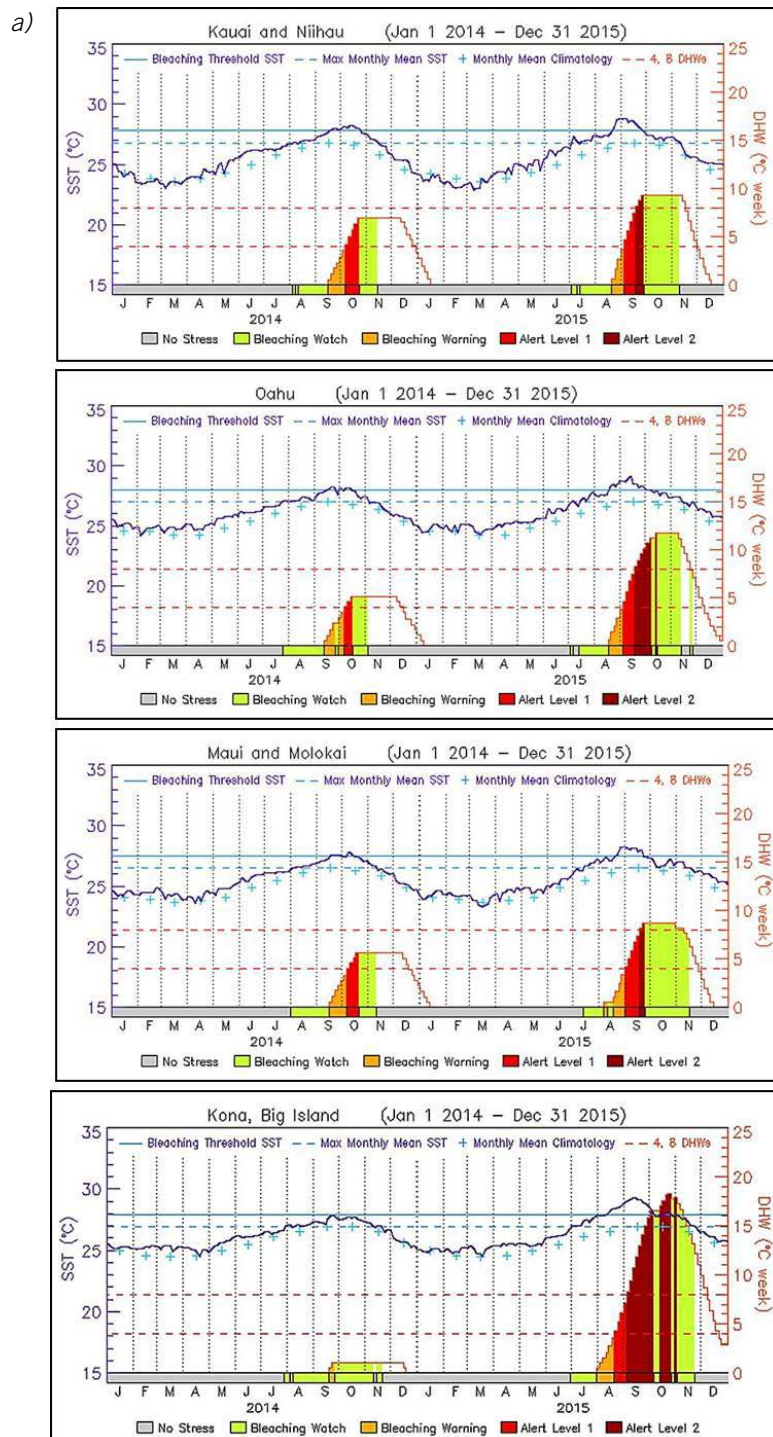 a)
Kauai and Niihau (Jan 1 2014 – Dec 31 2015)
Bleaching Threshold SST Max Monthly Mean SST Monthly Mean Climatology 4, 8 DHWs
35
30
25
20
15
SST (°C)
25
20
15
10
5
0
DHW (°C week)
J F M A M J J A S O N D J F M A M J J A S O N D
2014 2015
No Stress Bleaching Watch Bleaching Warning Alert Level 1 Alert Level 2
Oahu (Jan 1 2014 – Dec 31 2015)
Bleaching Threshold SST Max Monthly Mean SST Monthly Mean Climatology 4, 8 DHWs
35
30
25
20
15
SST (°C)
25
20
15
10
5
0
DHW (°C week)
J F M A M J J A S O N D J F M A M J J A S O N D
2014 2015
No Stress Bleaching Watch Bleaching Warning Alert Level 1 Alert Level 2
Maui and Molokai (Jan 1 2014 – Dec 31 2015)
Bleaching Threshold SST Max Monthly Mean SST Monthly Mean Climatology 4, 8 DHWs
35
30
25
20
15
SST (°C)
25
20
15
10
5
0
DHW (°C week)
J F M A M J J A S O N D J F M A M J J A S O N D
2014 2015
No Stress Bleaching Watch Bleaching Warning Alert Level 1 Alert Level 2
Kona, Big Island (Jan 1 2014 – Dec 31 2015)
Bleaching Threshold SST Max Monthly Mean SST Monthly Mean Climatology 4, 8 DHWs
35
30
25
20
15
SST (°C)
25
20
15
10
5
0
DHW (°C week)
J F M A M J J A S O N D J F M A M J J A S O N D
2014 2015
No Stress Bleaching Watch Bleaching Warning Alert Level 1 Alert Level 2